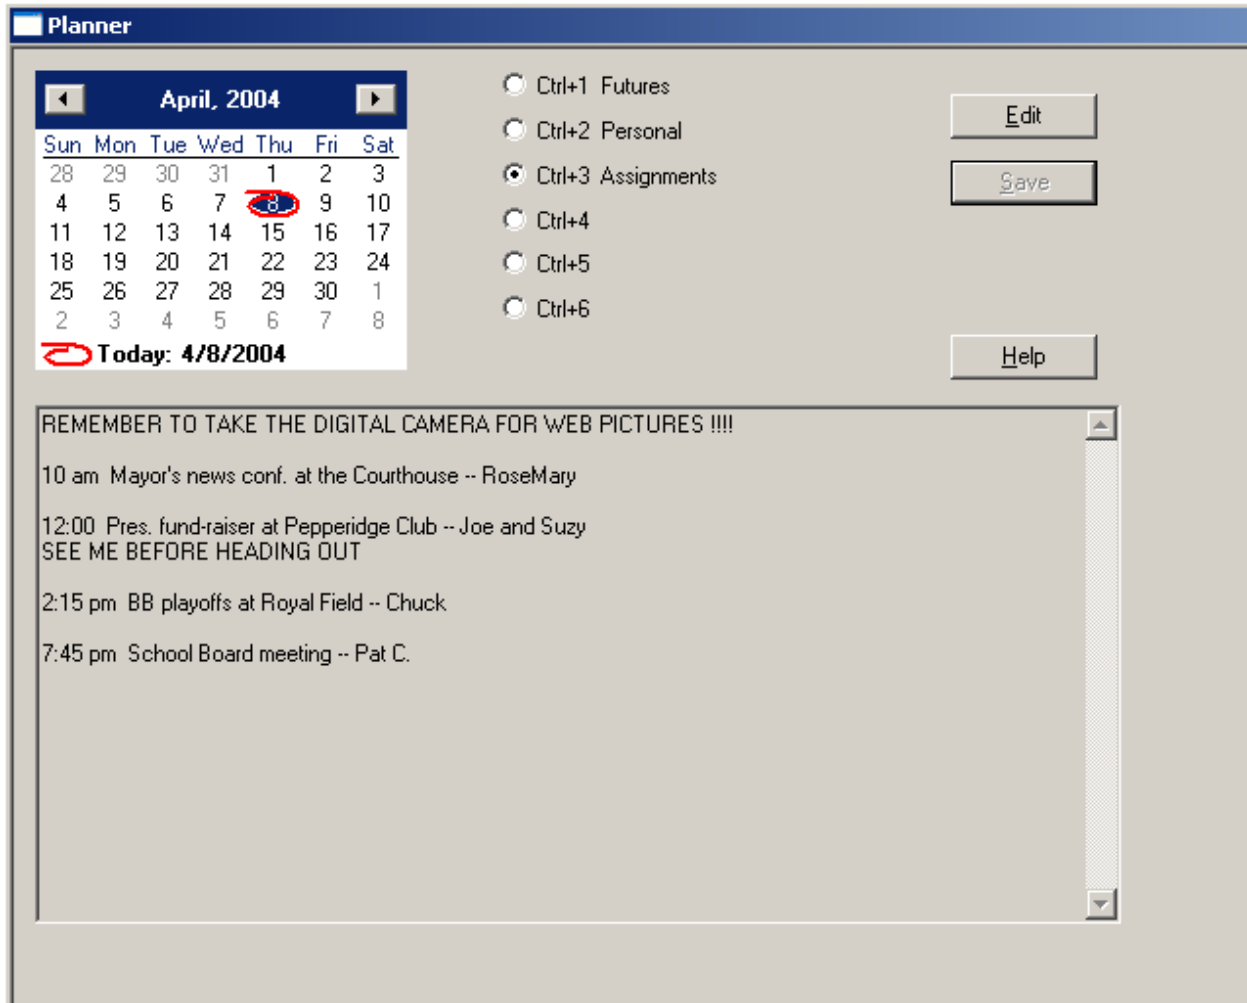 Planner
April, 2004
Sun Mon Tue Wed Thu Fri Sat
28 29 30 31 1 2 3
4 5 6 7 8 9 10
11 12 13 14 15 16 17
18 19 20 21 22 23 24
25 26 27 28 29 30 1
2 3 4 5 6 7 8
Today: 4/8/2004
Ctrl+1 Futures
Ctrl+2 Personal
Ctrl+3 Assignments
Ctrl+4
Ctrl+5
Ctrl+6
Edit
Save
Help
REMEMBER TO TAKE THE DIGITAL CAMERA FOR WEB PICTURES !!!!
10 am Mayor's news conf. at the Courthouse -- RoseMary
12:00 Pres. fund-raiser at Pepperidge Club -- Joe and Suzy
SEE ME BEFORE HEADING OUT
2:15 pm BB playoffs at Royal Field -- Chuck
7:45 pm School Board meeting -- Pat C.